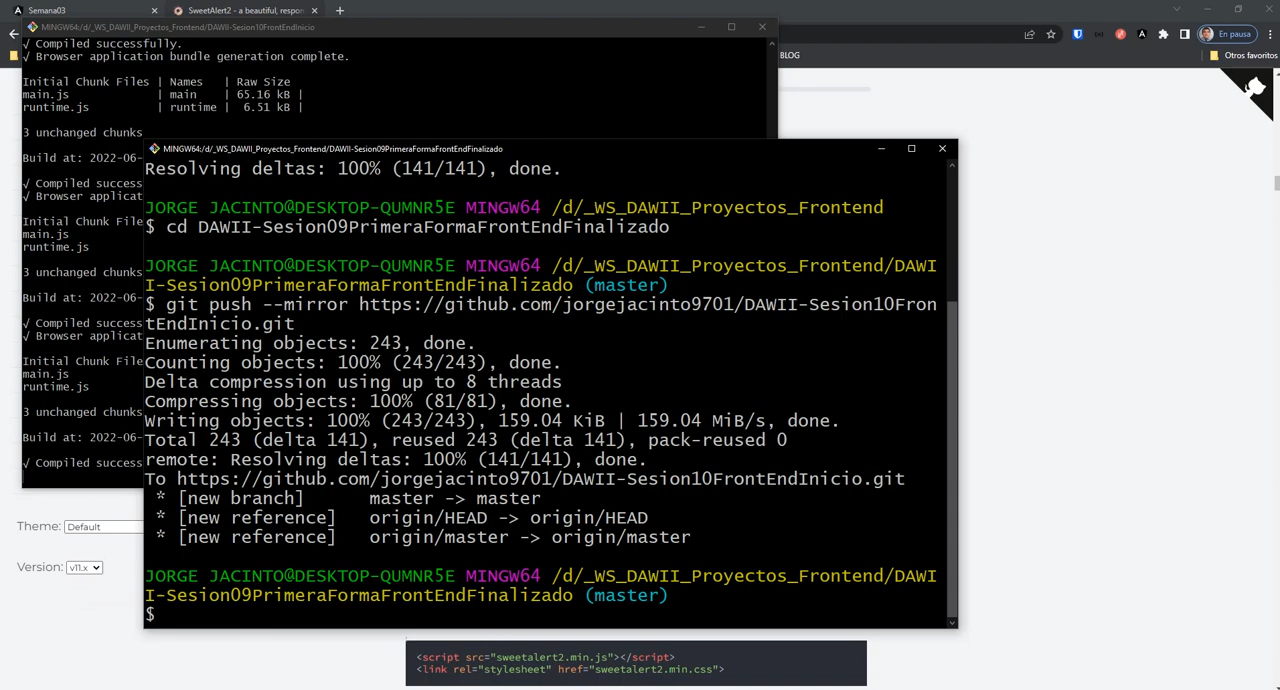 Semana03
SweetAlert2 - a beautiful, respon
MINGW64:/d/_WS_DAWII_Proyectos_Frontend/DAWII-Sesion10FrontEndInicio
En pausa
BLOG
Otros favoritos
√ Compiled successfully.
√ Browser application bundle generation complete.
Initial Chunk Files | Names | Raw Size
main.js | main | 65.16 kB |
runtime.js | runtime | 6.51 kB |
3 unchanged chunks
Build at: 2022-06-
√ Compiled success
√ Browser applicat
Initial Chunk File
main.js
runtime.js
3 unchanged chunks
Build at: 2022-06-
√ Compiled success
√ Browser applicat
Initial Chunk File
main.js
runtime.js
3 unchanged chunks
Build at: 2022-06-
√ Compiled success
MINGW64:/d/_WS_DAWII_Proyectos_Frontend/DAWII-Sesion09PrimeraFormaFrontEndFinalizado
Resolving deltas: 100% (141/141), done.
JORGE JACINTO@DESKTOP-QUMNR5E MINGW64 /d/_WS_DAWII_Proyectos_Frontend
$ cd DAWII-Sesion09PrimeraFormaFrontEndFinalizado
JORGE JACINTO@DESKTOP-QUMNR5E MINGW64 /d/_WS_DAWII_Proyectos_Frontend/DAWI
I-Sesion09PrimeraFormaFrontEndFinalizado (master)
$ git push --mirror https://github.com/jorgejacinto9701/DAWII-Sesion10Fron
tEndInicio.git
Enumerating objects: 243, done.
Counting objects: 100% (243/243), done.
Delta compression using up to 8 threads
Compressing objects: 100% (81/81), done.
Writing objects: 100% (243/243), 159.04 KiB | 159.04 MiB/s, done.
Total 243 (delta 141), reused 243 (delta 141), pack-reused 0
remote: Resolving deltas: 100% (141/141), done.
To https://github.com/jorgejacinto9701/DAWII-Sesion10FrontEndInicio.git
* [new branch] master -> master
* [new reference] origin/HEAD -> origin/HEAD
* [new reference] origin/master -> origin/master
JORGE JACINTO@DESKTOP-QUMNR5E MINGW64 /d/_WS_DAWII_Proyectos_Frontend/DAWI
I-Sesion09PrimeraFormaFrontEndFinalizado (master)
$
Theme: Default
Version: v11.x
<script src="sweetalert2.min.js"></script>
<link rel="stylesheet" href="sweetalert2.min.css">